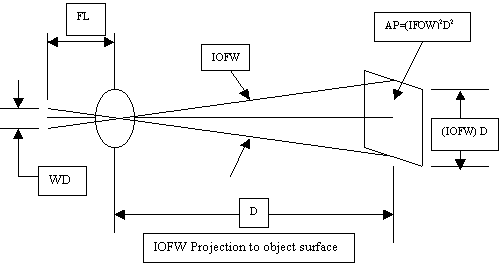 FL
AP=(IFOW)²D²
IOFW
(IOFW) D
WD
D
IOFW Projection to object surface